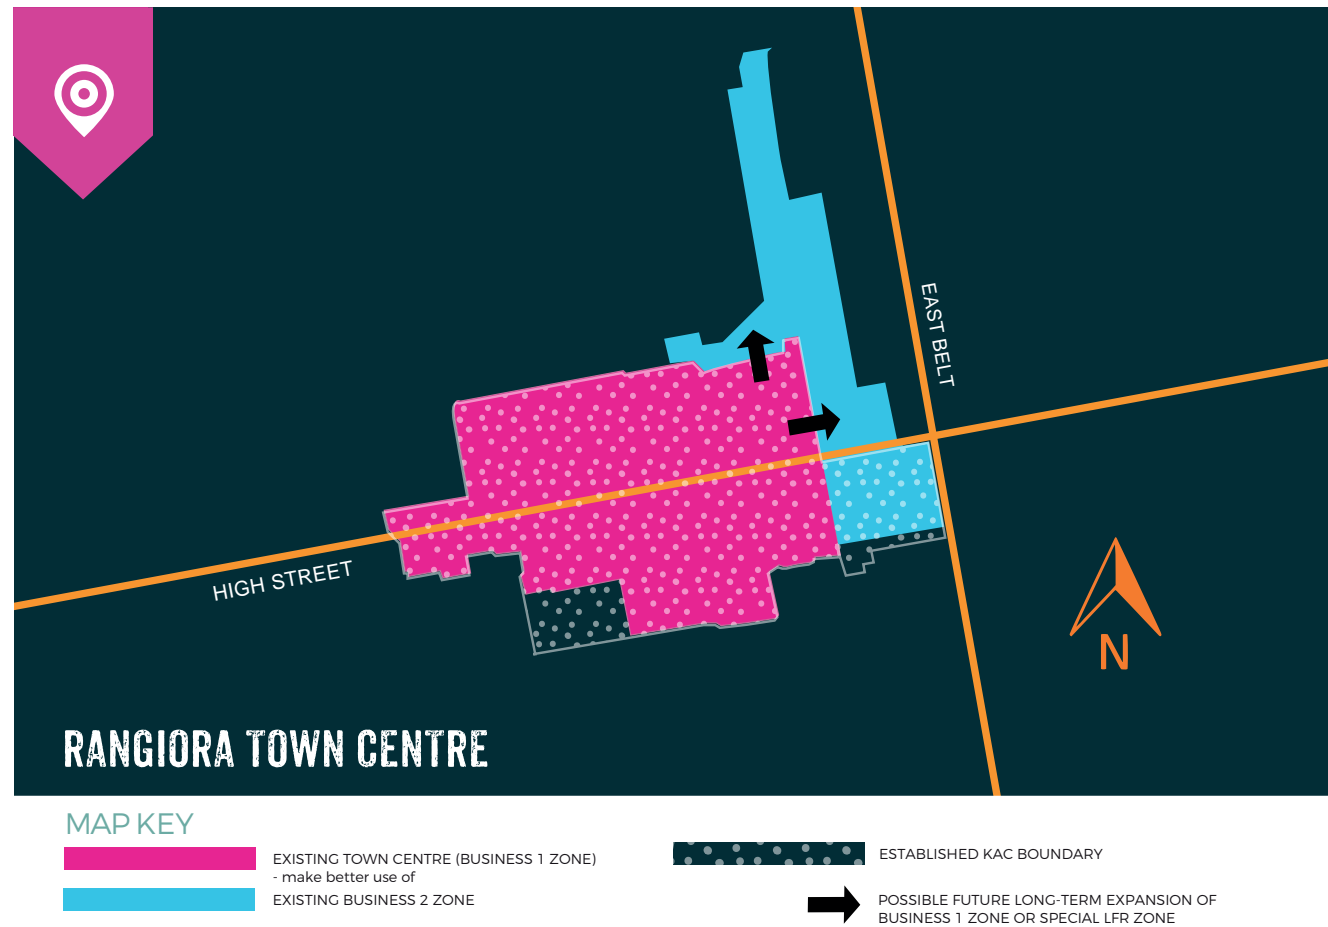 EAST BELT
HIGH STREET
N
RANGIORA TOWN CENTRE
MAP KEY
EXISTING TOWN CENTRE (BUSINESS 1 ZONE)
- make better use of
EXISTING BUSINESS 2 ZONE
ESTABLISHED KAC BOUNDARY
POSSIBLE FUTURE LONG-TERM EXPANSION OF
BUSINESS 1 ZONE OR SPECIAL LFR ZONE